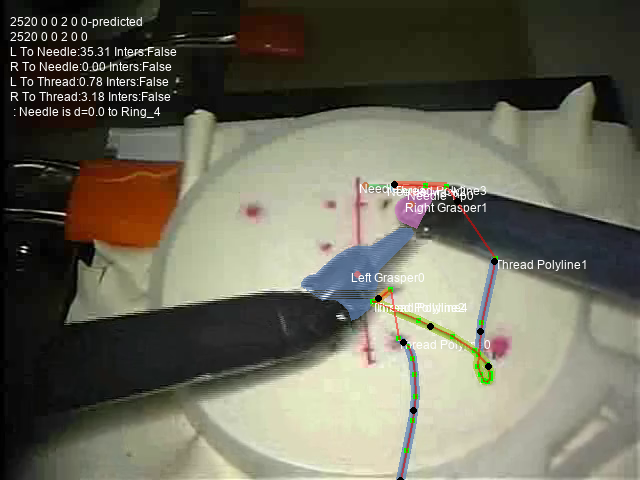 2520 0 0 2 0 0-predicted
2520 0 0 2 0 0
L To Needle:35.31 Inters:False
R To Needle:0.00 Inters:False
L To Thread:0.78 Inters:False
R To Thread:3.18 Inters:False
: Needle is d=0.0 to Ring_4
Right Grasper1
Thread Polyline1
Left Grasper0